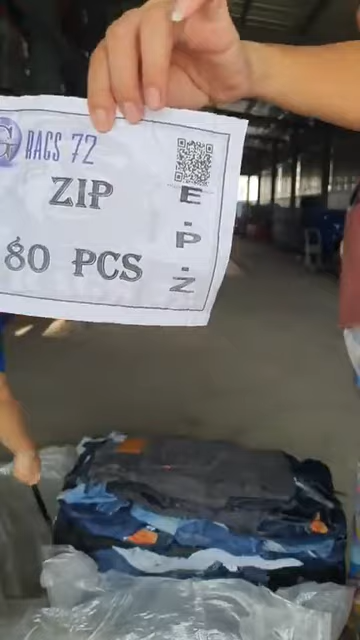 G
RAGS 72
ZIP
80 PCS
E.P.Z